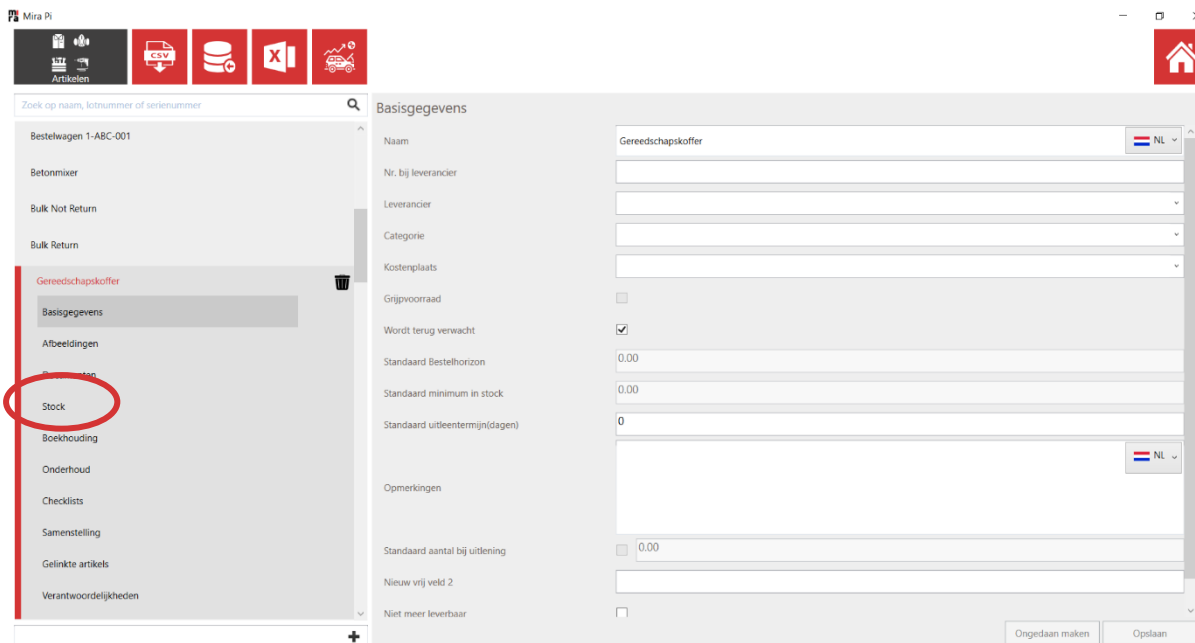 Mira Pi
CSV
X
Artikelen
Zoek op naam, lotnummer of serienummer
Bestelwagen 1-ABC-001
Betonmixer
Bulk Not Return
Bulk Return
Gereedschapskoffer
Basisgegevens
Afbeeldingen
Stock
Boekhouding
Onderhoud
Checklists
Samenstelling
Gelinkte artikels
Verantwoordelijkheden
Basisgegevens
Naam
Gereedschapskoffer
NL
Nr. bij leverancier
Leverancier
Categorie
Kostenplaats
Grijpvoorraad
Wordt terug verwacht
Standaard Bestelhorizon
0.00
Standaard minimum in stock
0.00
Standaard uitleentermijn(dagen)
0
NL
Opmerkingen
Standaard aantal bij uitlening
0.00
Nieuw vrij veld 2
Niet meer leverbaar
Ongedaan maken
Opslaan